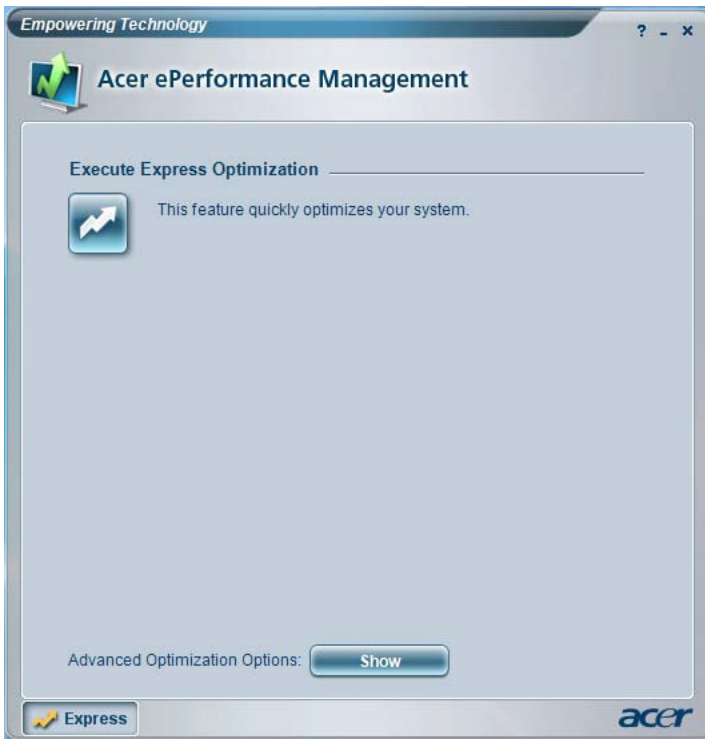 Empowering Technology
? - ×
Acer ePerformance Management
Execute Express Optimization
This feature quickly optimizes your system.
Advanced Optimization Options: Show
Express
acer